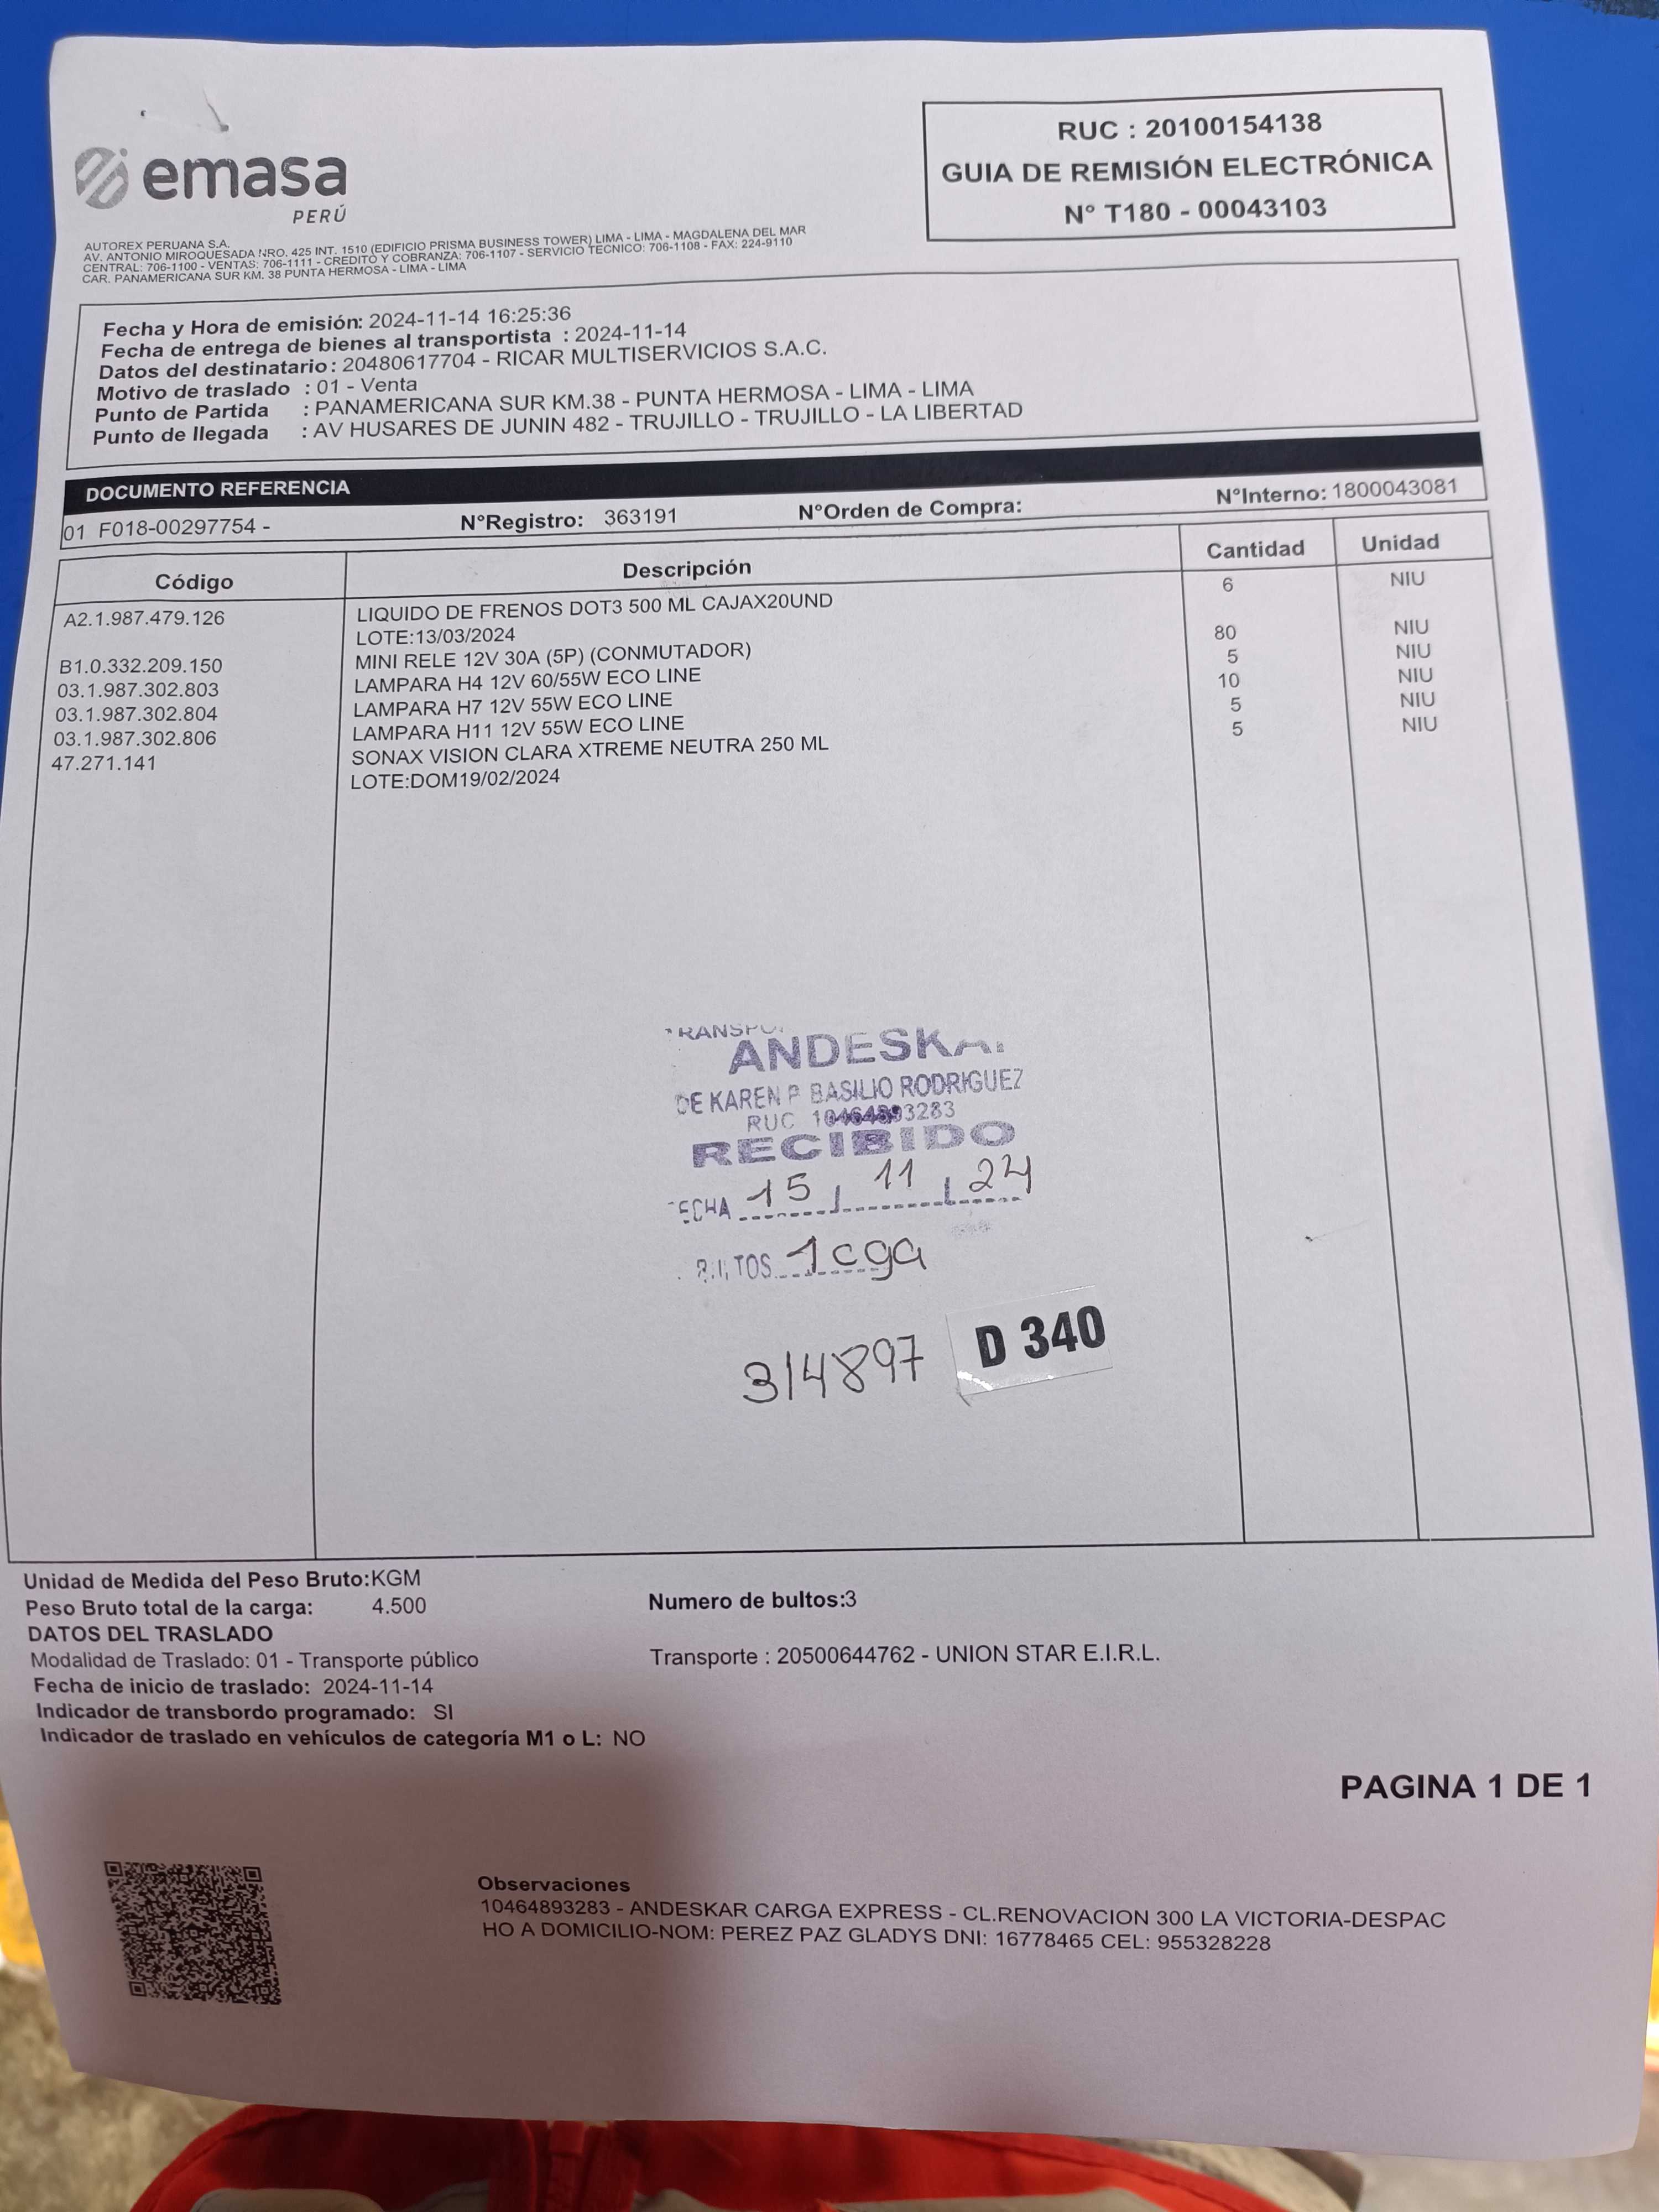 emasa
PERÚ
RUC : 20100154138
GUIA DE REMISIÓN ELECTRÓNICA
N° T180 - 00043103
AUTOREX PERUANA S.A.
AV. ANTONIO MIROQUESADA NRO. 425 INT. 1510 (EDIFICIO PRISMA BUSINESS TOWER) LIMA - LIMA - MAGDALENA DEL MAR
CENTRAL: 706-1100 - VENTAS: 706-1111 - CREDITO Y COBRANZA: 706-1107 - SERVICIO TECNICO: 706-1108 - FAX: 224-9110
CAR. PANAMERICANA SUR KM. 38 PUNTA HERMOSA - LIMA - LIMA
Fecha y Hora de emisión: 2024-11-14 16:25:36
Fecha de entrega de bienes al transportista : 2024-11-14
Datos del destinatario : 20480617704 - RICAR MULTISERVICIOS S.A.C.
Motivo de traslado : 01 - Venta
Punto de Partida : PANAMERICANA SUR KM.38 - PUNTA HERMOSA - LIMA - LIMA
Punto de llegada : AV HUSARES DE JUNIN 482 - TRUJILLO - TRUJILLO - LA LIBERTAD
DOCUMENTO REFERENCIA
01 F018-00297754 - N°Registro: 363191 N°Orden de Compra: N°Interno: 1800043081
Código Descripción Cantidad Unidad
A2.1.987.479.126 LIQUIDO DE FRENOS DOT3 500 ML CAJAX20UND 6 NIU
LOTE:13/03/2024
B1.0.332.209.150 MINI RELE 12V 30A (5P) (CONMUTADOR) 80 NIU
03.1.987.302.803 LAMPARA H4 12V 60/55W ECO LINE 5 NIU
03.1.987.302.804 LAMPARA H7 12V 55W ECO LINE 10 NIU
03.1.987.302.806 LAMPARA H11 12V 55W ECO LINE 5 NIU
47.271.141 SONAX VISION CLARA XTREME NEUTRA 250 ML 5 NIU
LOTE:DOM19/02/2024
DE KAREN P. BASILIO RODRIGUEZ
RUC 10464893283
RECIBIDO
FECHA 15 / 11 / 24
BULTOS 1 cga
314897 D 340
Unidad de Medida del Peso Bruto:KGM
Peso Bruto total de la carga: 4.500 Numero de bultos:3
DATOS DEL TRASLADO
Modalidad de Traslado: 01 - Transporte público Transporte : 20500644762 - UNION STAR E.I.R.L.
Fecha de inicio de traslado: 2024-11-14
Indicador de transbordo programado: SI
Indicador de traslado en vehículos de categoría M1 o L: NO
PAGINA 1 DE 1
Observaciones
10464893283 - ANDESKAR CARGA EXPRESS - CL.RENOVACION 300 LA VICTORIA-DESPAC
HO A DOMICILIO-NOM: PEREZ PAZ GLADYS DNI: 16778465 CEL: 955328228